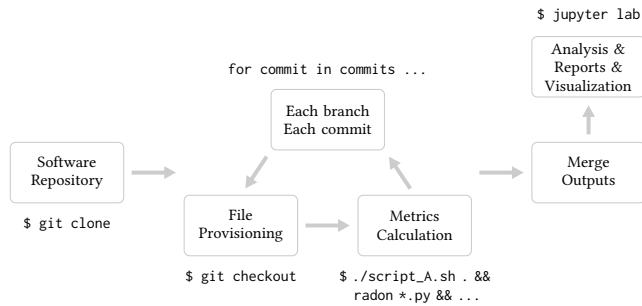 $ jupyter lab
Analysis &
Reports &
Visualization
for commit in commits ...
Each branch
Each commit
Software
Repository
$ git clone
File
Provisioning
$ git checkout
Metrics
Calculation
$ ./script_A.sh . &&
radon *.py && ...
Merge
Outputs